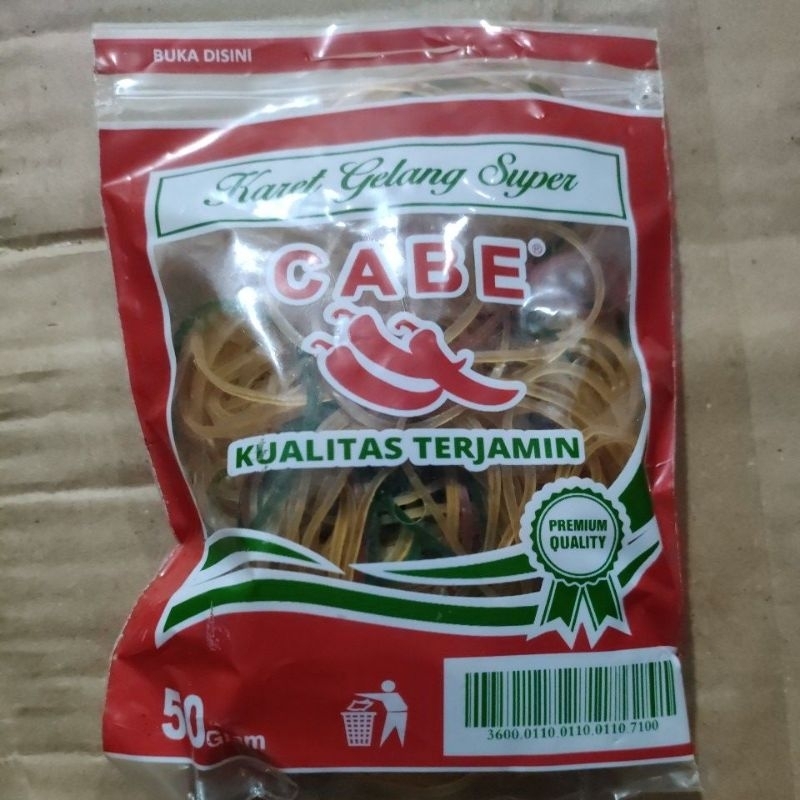 BUKA DISINI
Karet Gelang Super
CABE®
KUALITAS TERJAMIN
PREMIUM
QUALITY
50
Gram
3600.0110.0110.0110.7100